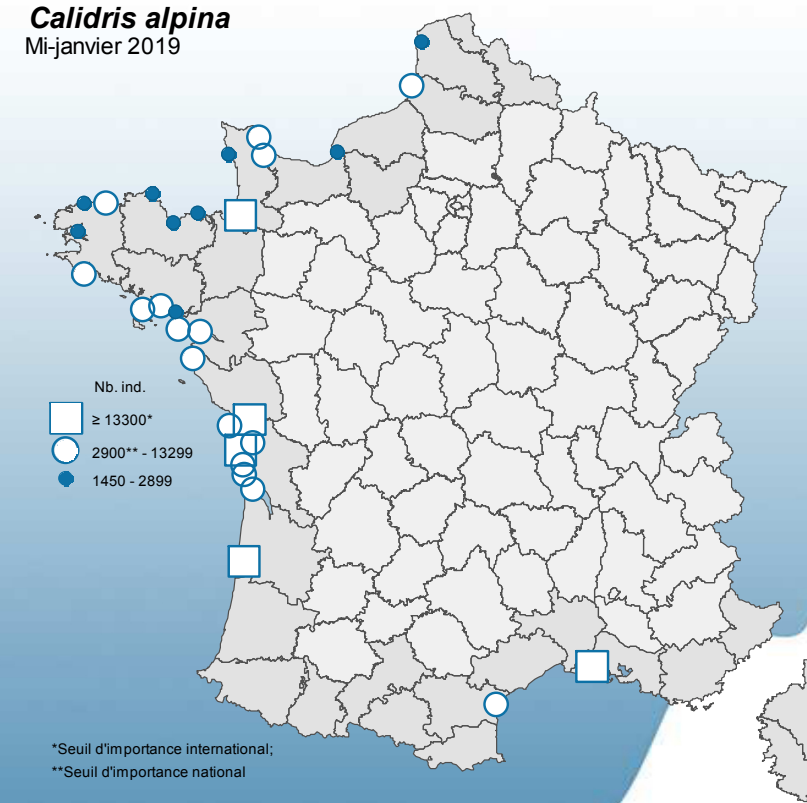 Calidris alpina
Mi-janvier 2019
Nb. ind.
≥ 13300*
2900** - 13299
1450 - 2899
*Seuil d'importance international;
**Seuil d'importance national